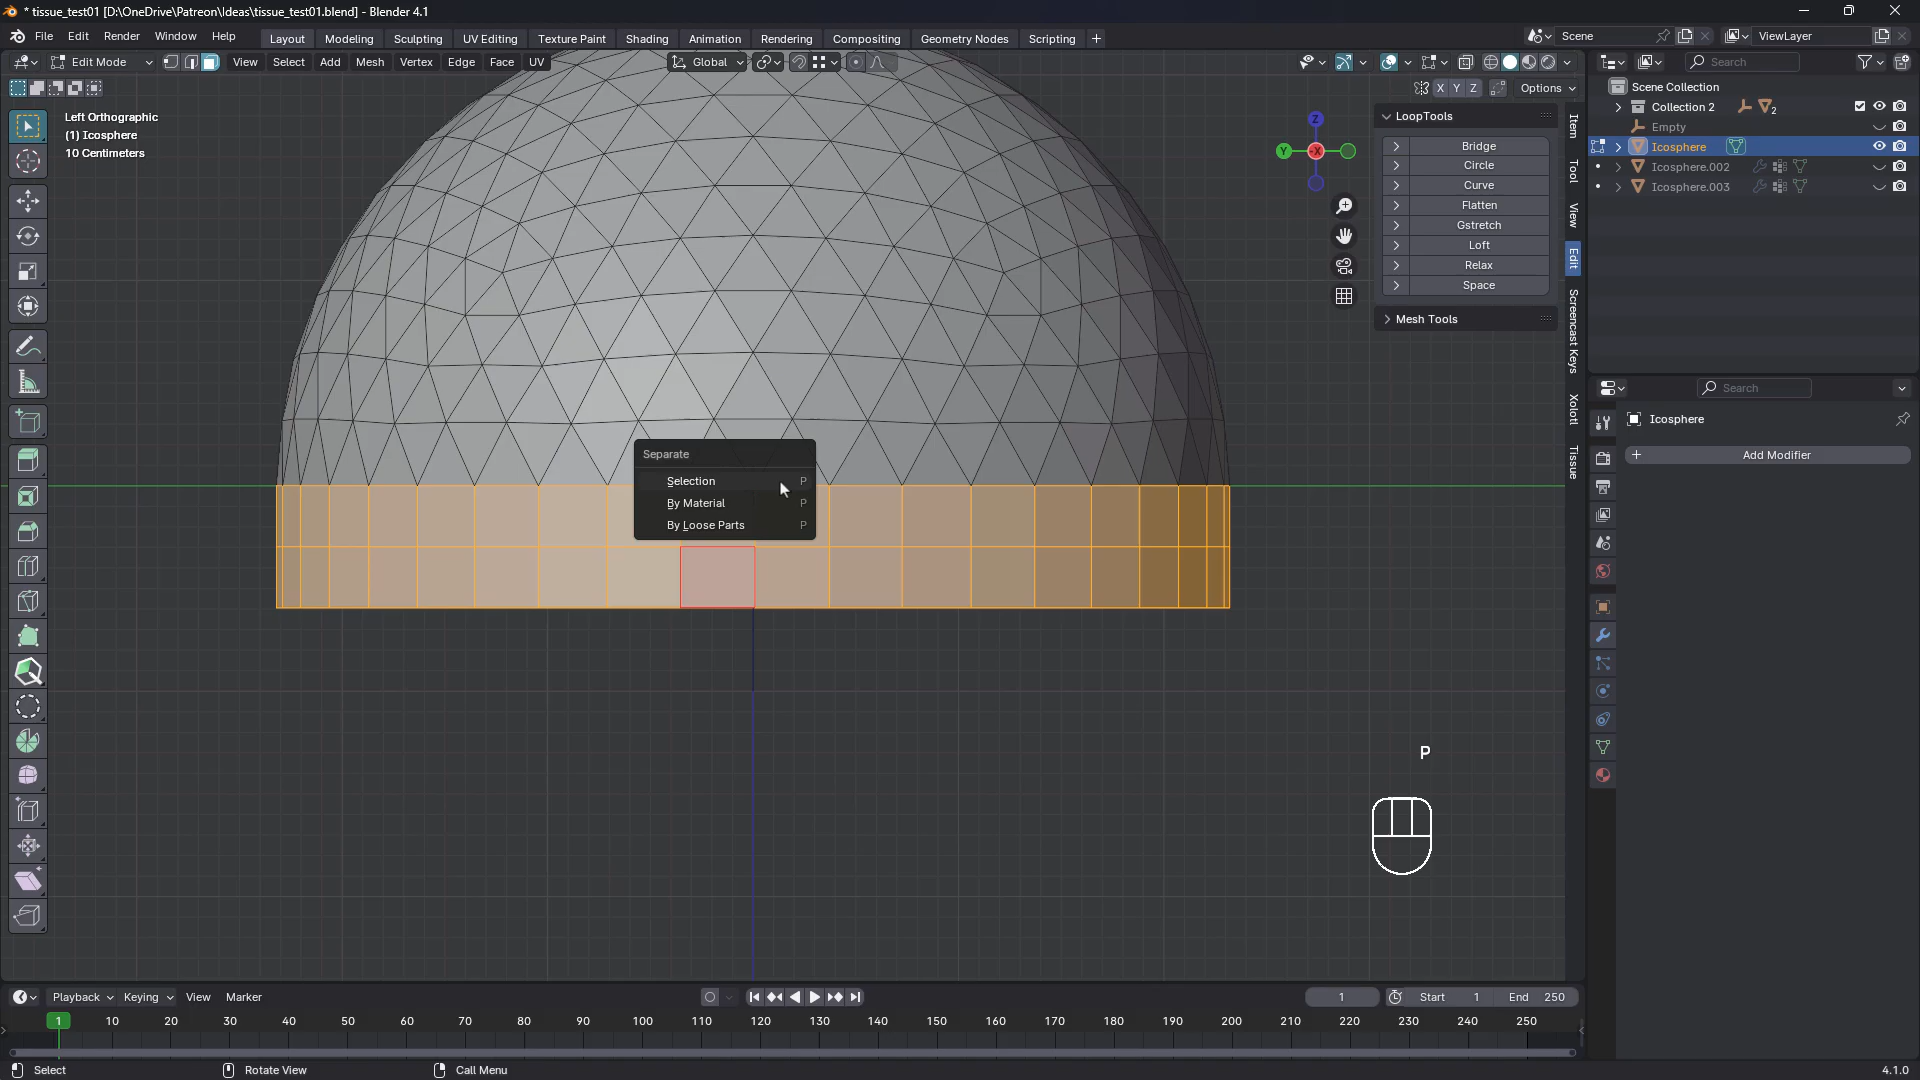 * tissue_test01 [D:\OneDrive\Patreon\Ideas\tissue_test01.blend] - Blender 4.1
File Edit Render Window Help Layout Modeling Sculpting UV Editing Texture Paint Shading Animation Rendering Compositing Geometry Nodes Scripting + Scene ViewLayer
Edit Mode View Select Add Mesh Vertex Edge Face UV Global Search
X Y Z Options
Left Orthographic
(1) Icosphere
10 Centimeters
Z
Y
-X
LoopTools
Bridge
Circle
Curve
Flatten
Gstretch
Loft
Relax
Space
Mesh Tools
Item
Tool
View
Edit
Screencast Keys
Xolotl
Tissue
Scene Collection
Collection 2 2
Empty
Icosphere
Icosphere.002
Icosphere.003
Search
Icosphere
+ Add Modifier
Separate
Selection P
By Material P
By Loose Parts P
P
Playback Keying View Marker 1 Start 1 End 250
1 10 20 30 40 50 60 70 80 90 100 110 120 130 140 150 160 170 180 190 200 210 220 230 240 250
Select Rotate View Call Menu 4.1.0